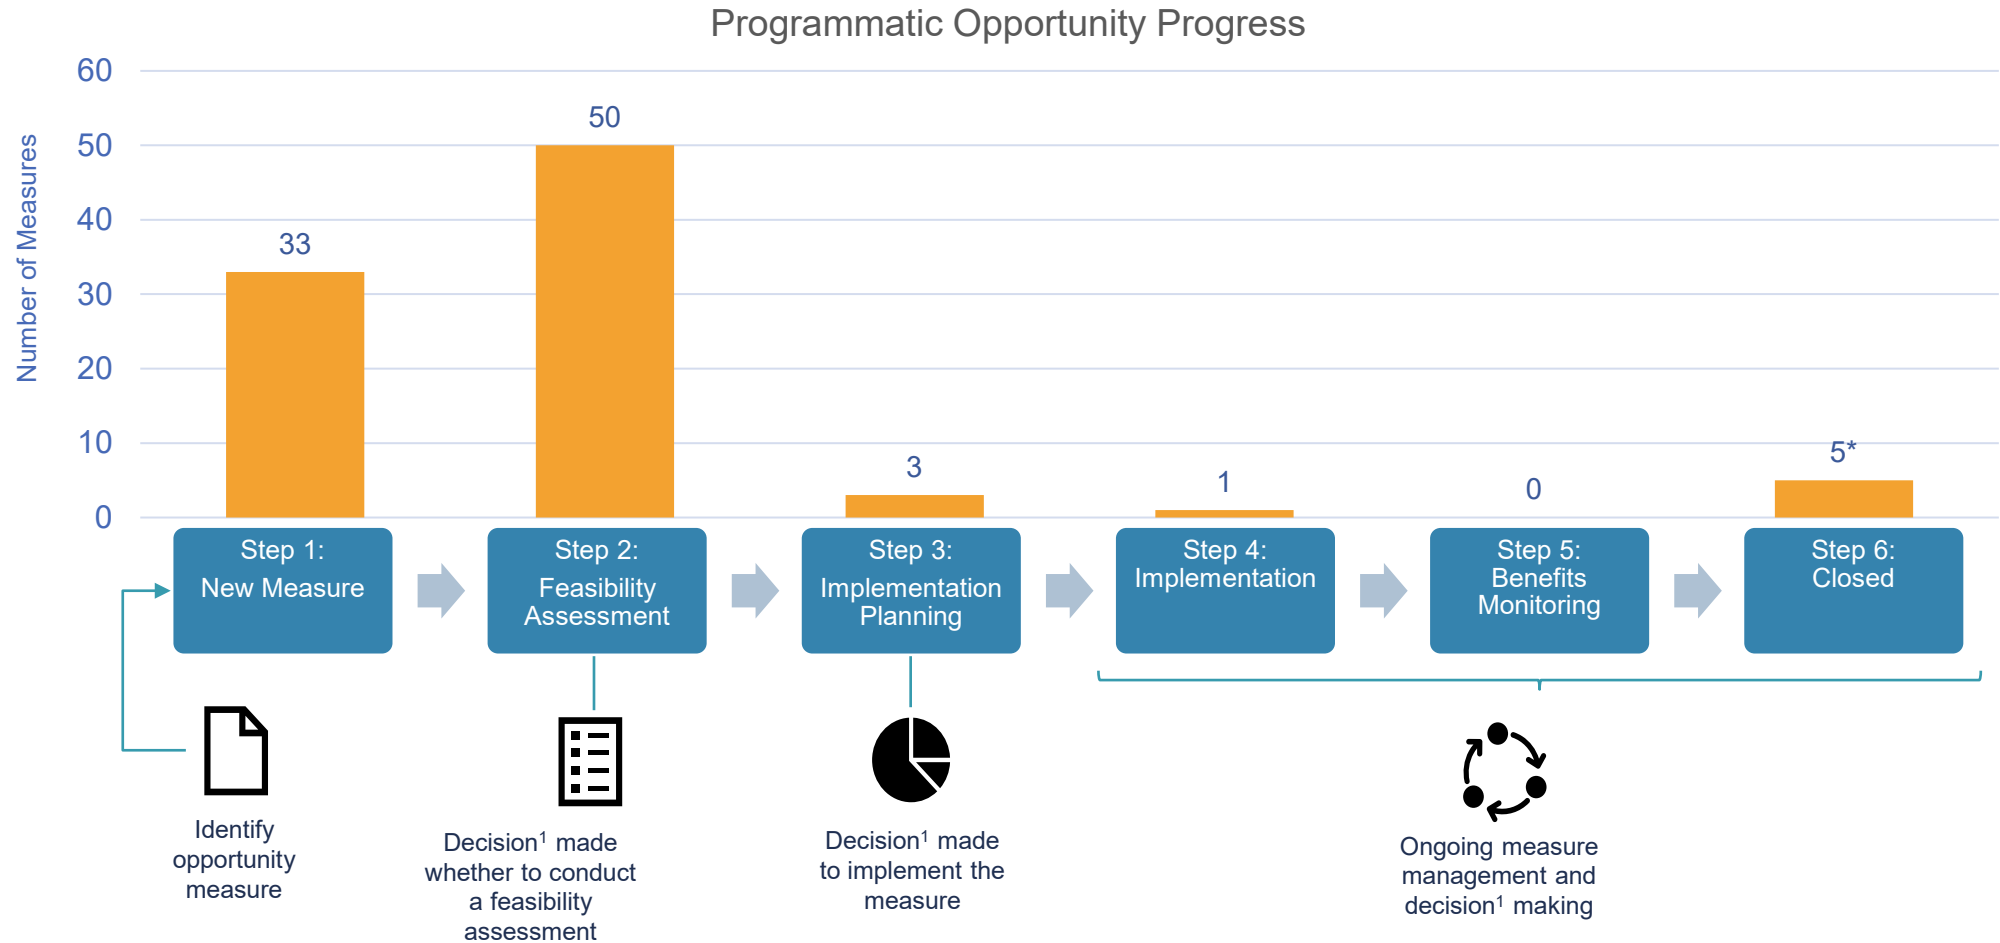 Programmatic Opportunity Progress
Number of Measures
60
50
40
30
20
10
0
33
50
3
1
0
5*
Step 1:
New Measure
Step 2:
Feasibility
Assessment
Step 3:
Implementation
Planning
Step 4:
Implementation
Step 5:
Benefits
Monitoring
Step 6:
Closed
Identify
opportunity
measure
Decision¹ made
whether to conduct
a feasibility
assessment
Decision¹ made
to implement the
measure
Ongoing measure
management and
decision¹ making